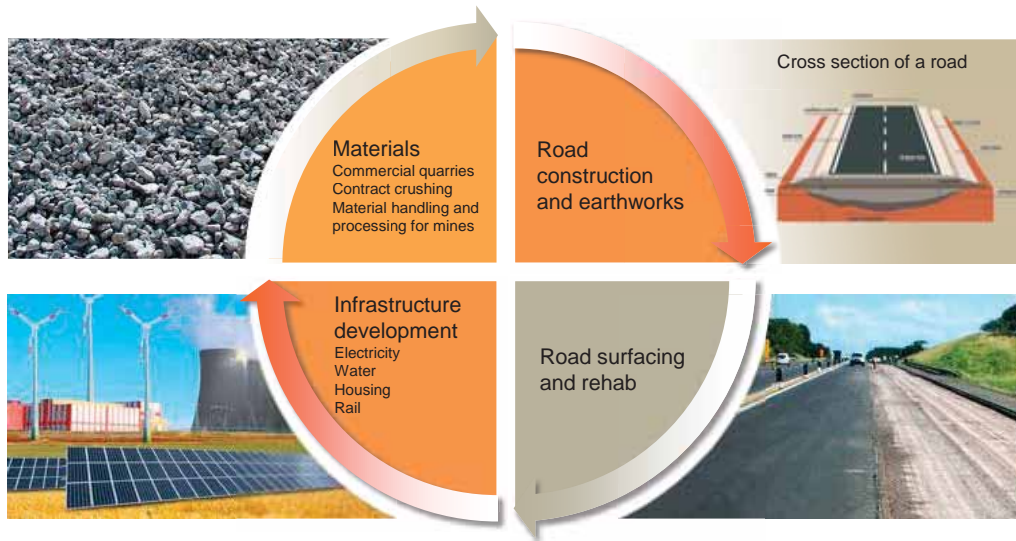 Materials
Commercial quarries
Contract crushing
Material handling and
processing for mines
Road
construction
and earthworks
Cross section of a road
Infrastructure
development
Electricity
Water
Housing
Rail
Road surfacing
and rehab